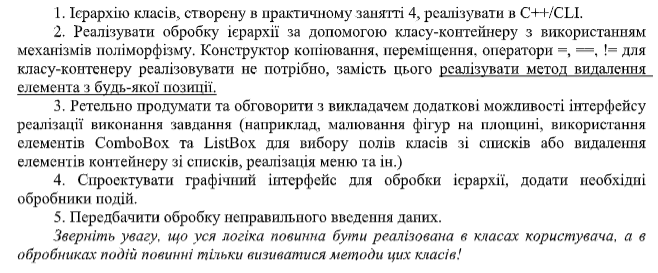 1. Ієрархію класів, створену в практичному занятті 4, реалізувати в С++/CLI.
2. Реалізувати обробку ієрархії за допомогою класу-контейнеру з використанням
механізмів поліморфізму. Конструктор копіювання, переміщення, оператори =, ==, != для
класу-контенеру реалізовувати не потрібно, замість цього реалізувати метод видалення
елемента з будь-якої позиції.
3. Ретельно продумати та обговорити з викладачем додаткові можливості інтерфейсу
реалізації виконання завдання (наприклад, малювання фігур на площині, використання
елементів ComboBox та ListBox для вибору полів класів зі списків або видалення
елементів контейнеру зі списків, реалізація меню та ін.)
4. Спроектувати графічний інтерфейс для обробки ієрархії, додати необхідні
обробники подій.
5. Передбачити обробку неправильного введення даних.
Зверніть увагу, що уся логіка повинна бути реалізована в класах користувача, а в
обробниках подій повинні тільки визиватися методи цих класів!